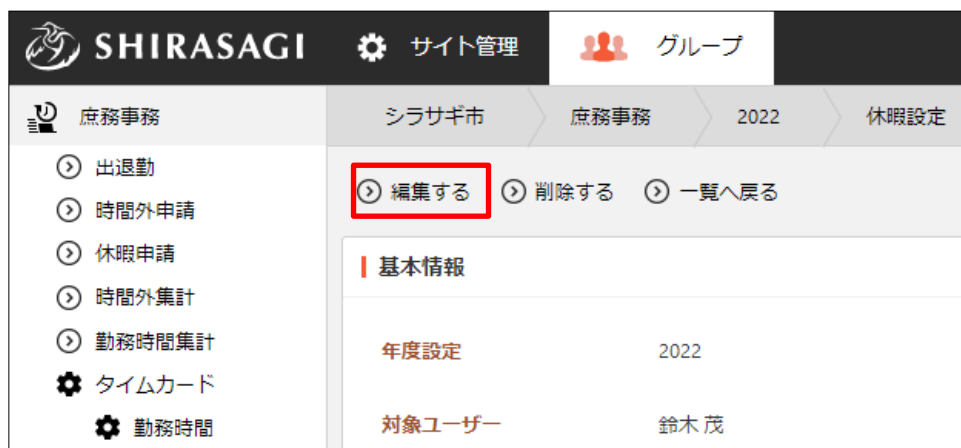 SHIRASAGI サイト管理 グループ
庶務事務 シラサギ市 庶務事務 2022 休暇設定
出退勤
編集する 削除する 一覧へ戻る
時間外申請
休暇申請
基本情報
時間外集計
勤務時間集計
年度設定 2022
タイムカード
勤務時間
対象ユーザー 鈴木 茂